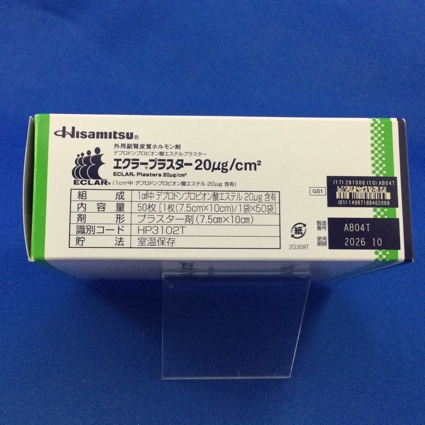 Hisamitsu®
外用副腎皮質ホルモン剤
デプロドンプロピオン酸エステルプラスター
エクラープラスター20μg/cm²
ECLAR® Plasters 20μg/cm²
(1cm²中 デプロドンプロピオン酸エステル 20μg 含有)
ECLAR®
組成 1cm²中 デプロドンプロピオン酸エステル 20μg 含有
内容量 50枚 [1枚(7.5cm×10cm)/1袋×50袋]
剤形 プラスター剤(7.5cm×10cm)
識別コード HP3102T
貯法 室温保存
GS1
(17) 261000 (10) AB04T
(01) 14987188402068
紙
2G309T
製造番号 AB04T
使用期限 2026 10